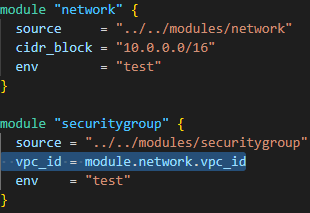 module "network" {
  source     = "../../modules/network"
  cidr_block = "10.0.0.0/16"
  env        = "test"
}
module "securitygroup" {
  source = "../../modules/securitygroup"
  vpc_id = module.network.vpc_id
  env    = "test"
}